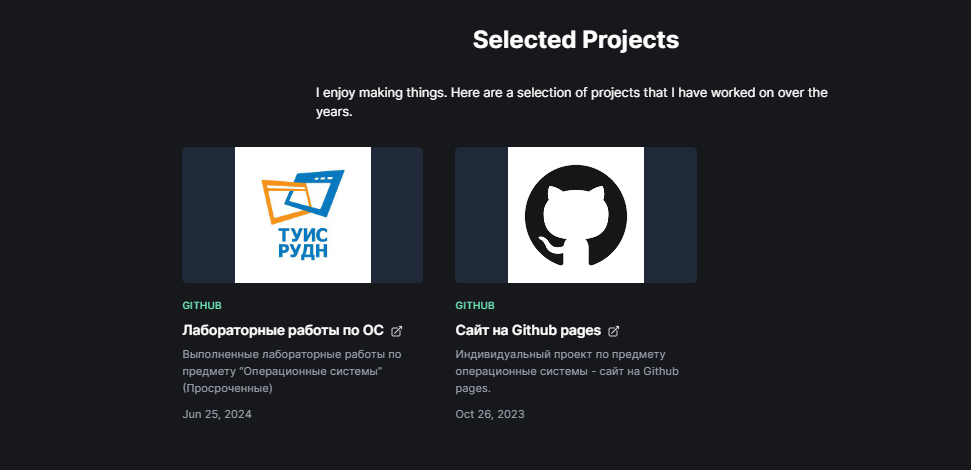 Selected Projects
I enjoy making things. Here are a selection of projects that I have worked on over the
years.
ТУИС
РУДН
GITHUB
Лабораторные работы по ОС
Выполненные лабораторные работы по
предмету “Операционные системы”
(Просроченные)
Jun 25, 2024
GITHUB
Сайт на Github pages
Индивидуальный проект по предмету
операционные системы - сайт на Github
pages.
Oct 26, 2023